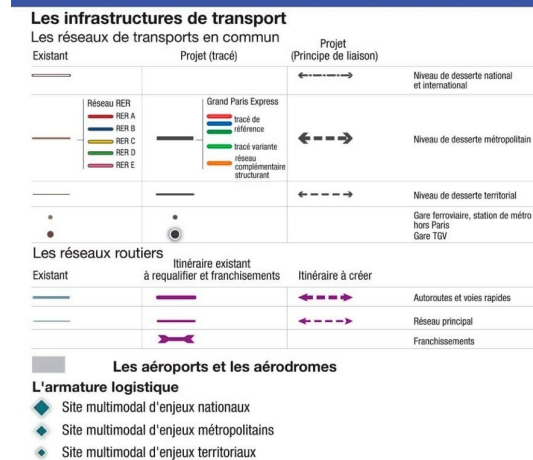 Les infrastructures de transport
Les réseaux de transports en commun
Existant
Projet (tracé)
Projet
(Principe de liaison)
Niveau de desserte national
et international
Réseau RER
RER A
RER B
RER C
RER D
RER E
Grand Paris Express
tracé de
référence
tracé variante
réseau
complémentaire
structurant
Niveau de desserte métropolitain
Niveau de desserte territorial
Gare ferroviaire, station de métro
hors Paris
Gare TGV
Les réseaux routiers
Existant
Itinéraire existant
à requalifier et franchisements
Itinéraire à créer
Autoroutes et voies rapides
Réseau principal
Franchissements
Les aéroports et les aérodromes
L'armature logistique
Site multimodal d'enjeux nationaux
Site multimodal d'enjeux métropolitains
Site multimodal d'enjeux territoriaux